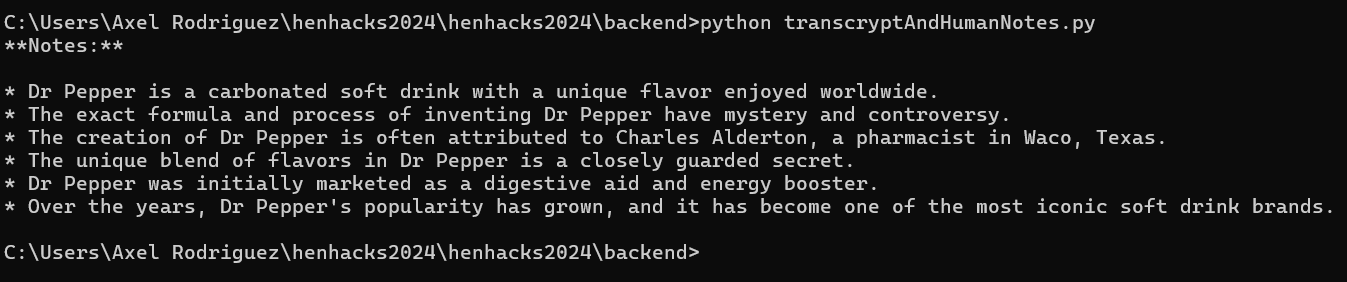 C:\Users\Axel Rodriguez\henhacks2024\henhacks2024\backend>python transcryptAndHumanNotes.py
**Notes:**
* Dr Pepper is a carbonated soft drink with a unique flavor enjoyed worldwide.
* The exact formula and process of inventing Dr Pepper have mystery and controversy.
* The creation of Dr Pepper is often attributed to Charles Alderton, a pharmacist in Waco, Texas.
* The unique blend of flavors in Dr Pepper is a closely guarded secret.
* Dr Pepper was initially marketed as a digestive aid and energy booster.
* Over the years, Dr Pepper's popularity has grown, and it has become one of the most iconic soft drink brands.
C:\Users\Axel Rodriguez\henhacks2024\henhacks2024\backend>